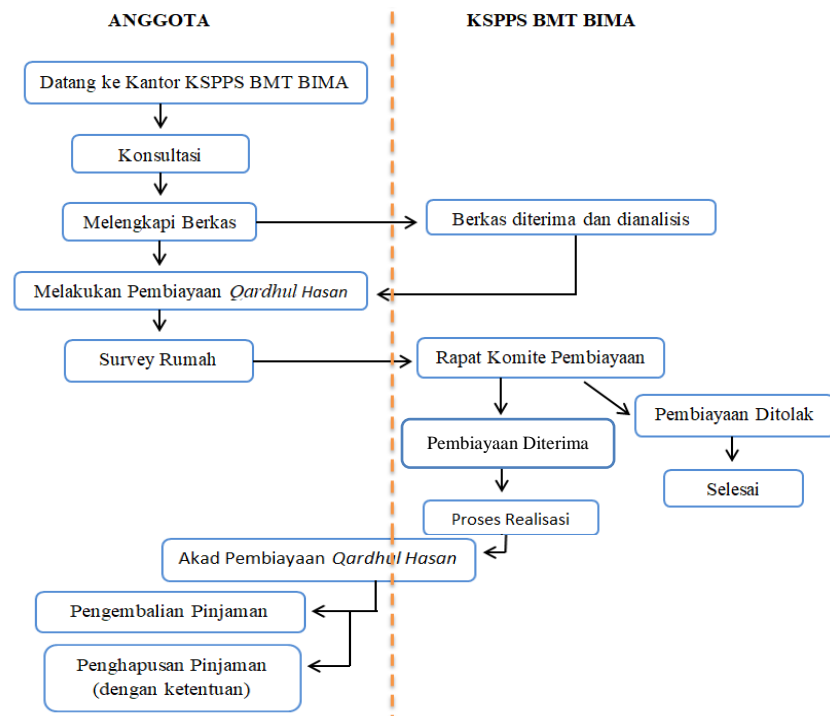 ANGGOTA
KSPPS BMT BIMA
Datang ke Kantor KSPPS BMT BIMA
Konsultasi
Melengkapi Berkas
Berkas diterima dan dianalisis
Melakukan Pembiayaan Qardhul Hasan
Survey Rumah
Rapat Komite Pembiayaan
Pembiayaan Ditolak
Pembiayaan Diterima
Selesai
Proses Realisasi
Akad Pembiayaan Qardhul Hasan
Pengembalian Pinjaman
Penghapusan Pinjaman
(dengan ketentuan)